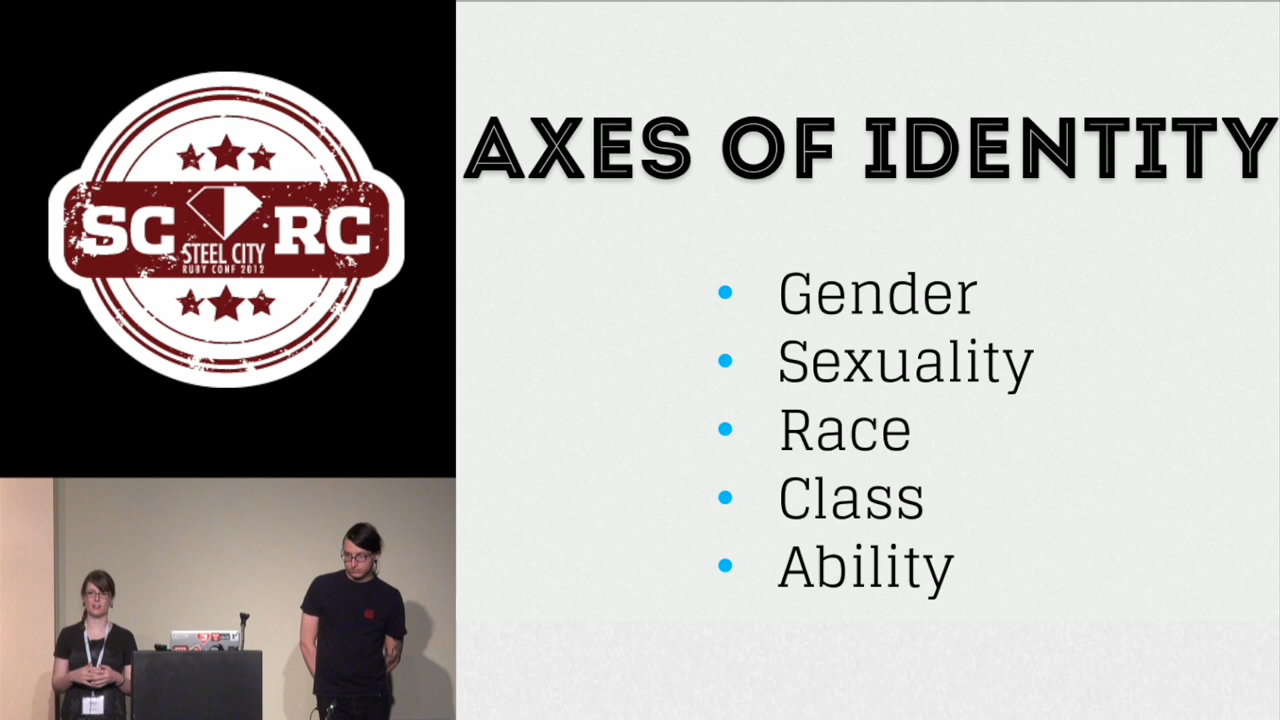 SC RC
STEEL CITY
RUBY CONF 2012
AXES OF IDENTITY
• Gender
• Sexuality
• Race
• Class
• Ability